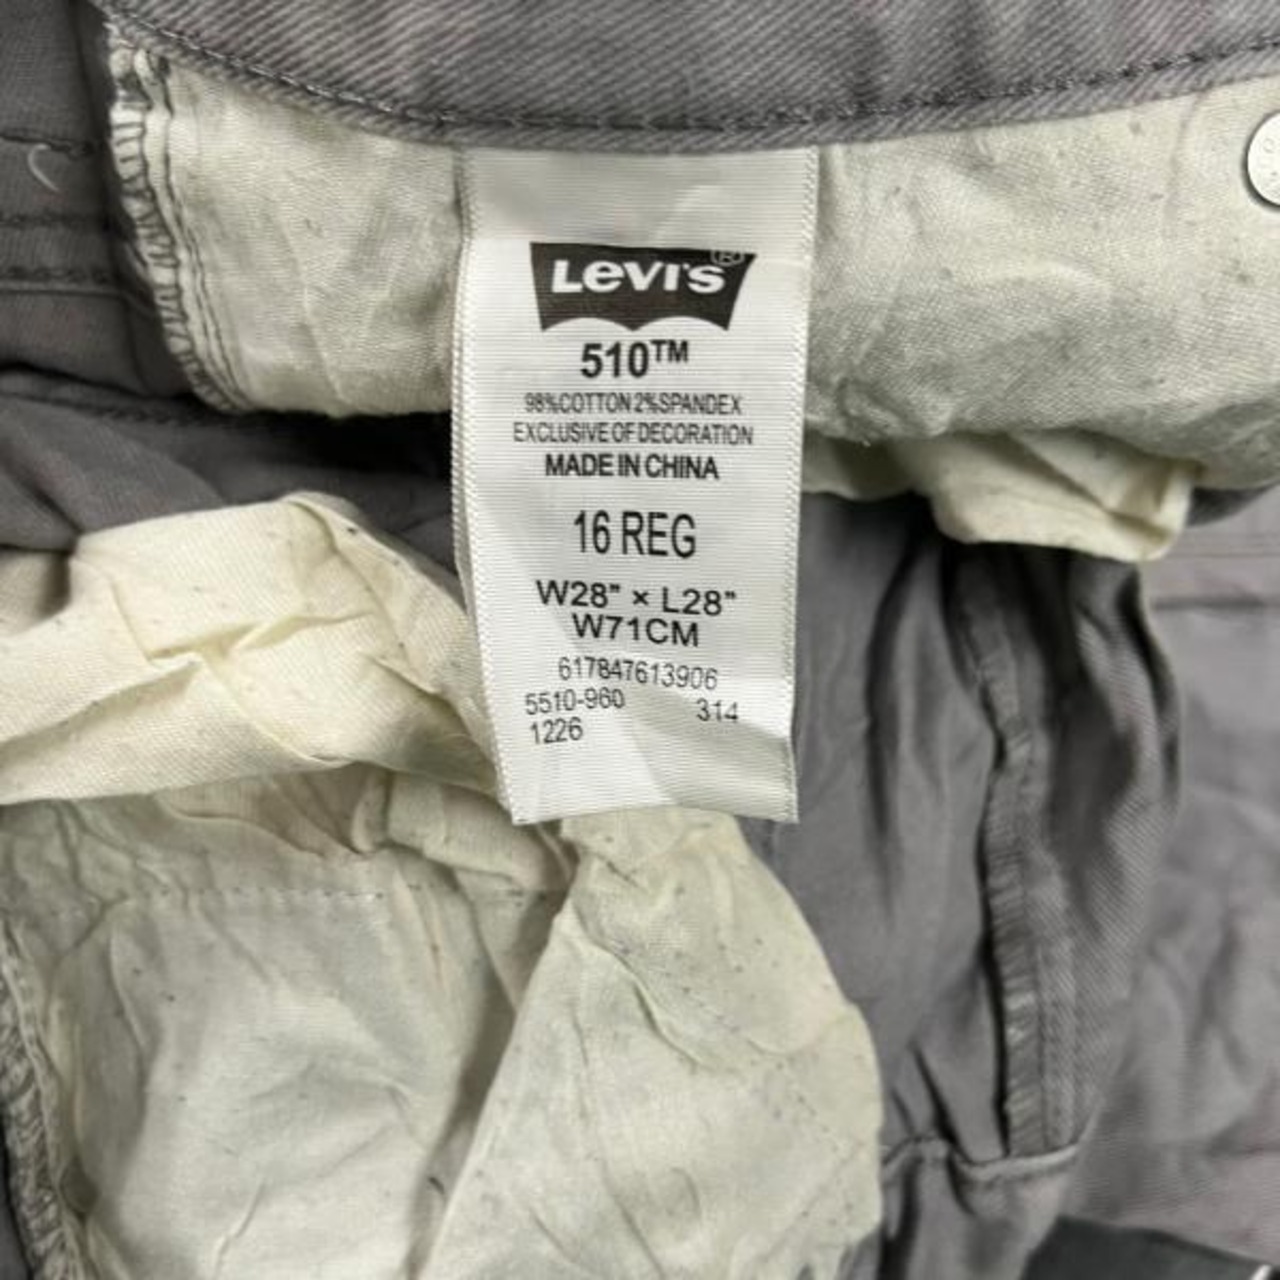 Levi's®
510™
98%COTTON 2%SPANDEX
EXCLUSIVE OF DECORATION
MADE IN CHINA
16 REG
W28" × L28"
W71CM
617847613906
5510-960 314
1226